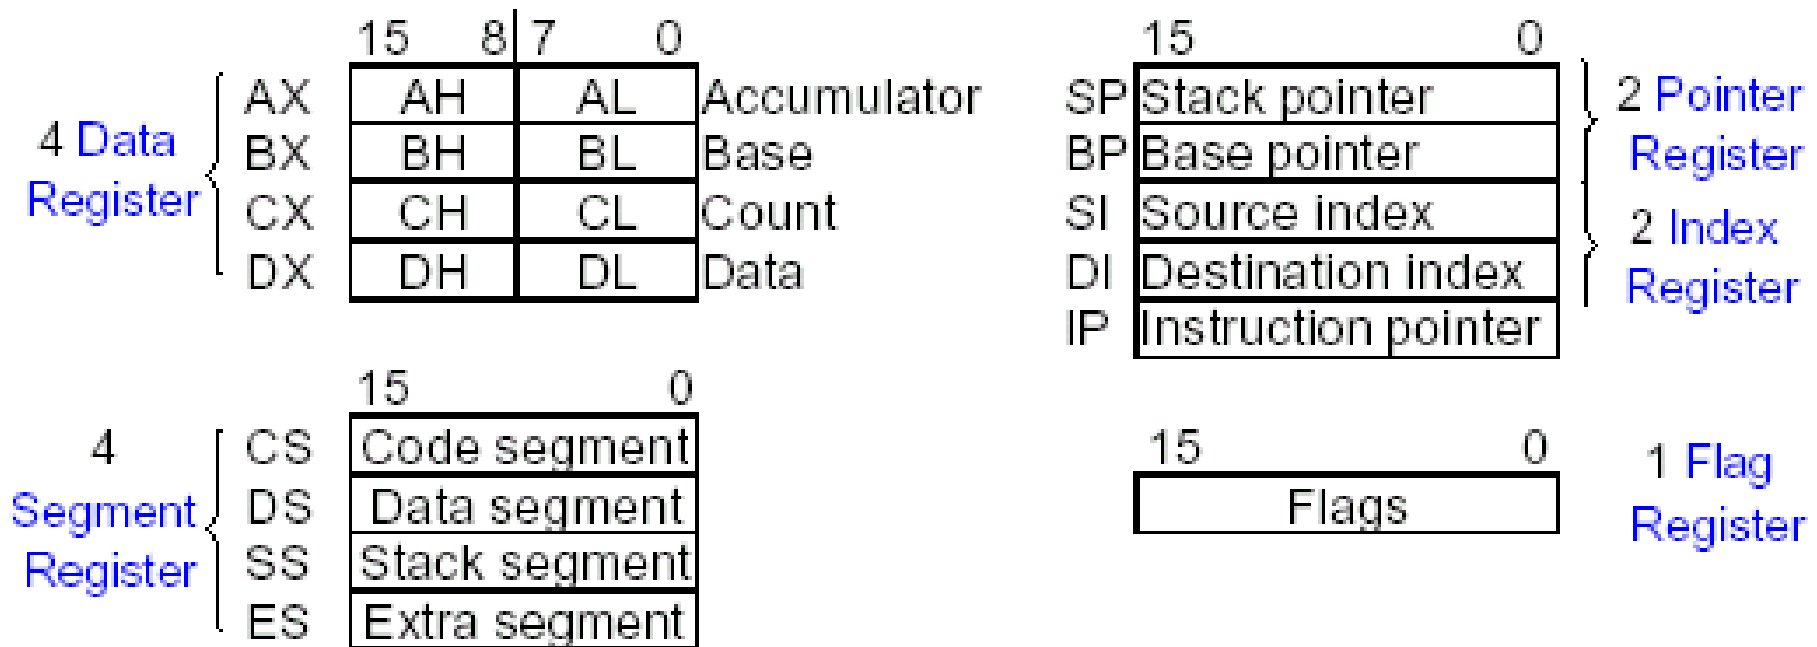 15 8 7 0
AX AH AL Accumulator
BX BH BL Base
CX CH CL Count
DX DH DL Data
4 Data
Register
15 0
SP Stack pointer
BP Base pointer
SI Source index
DI Destination index
IP Instruction pointer
2 Pointer
Register
2 Index
Register
15 0
CS Code segment
DS Data segment
SS Stack segment
ES Extra segment
4
Segment
Register
15 0
Flags
1 Flag
Register